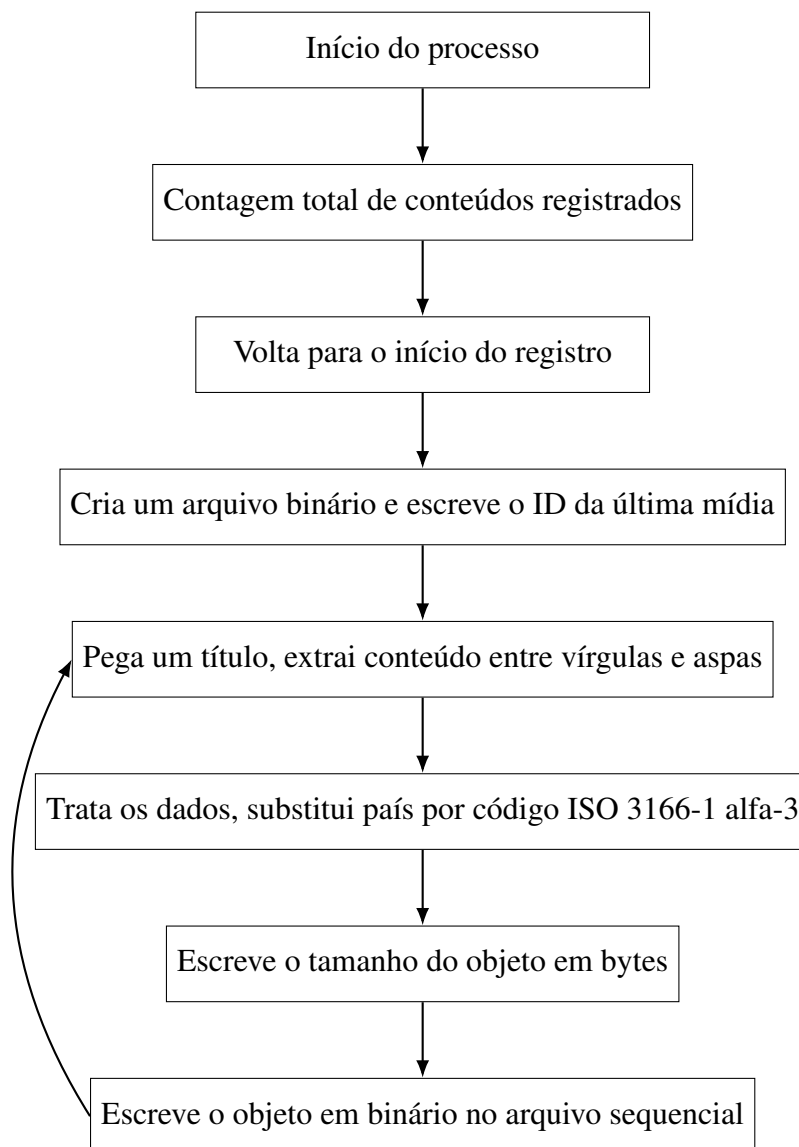 Início do processo
Contagem total de conteúdos registrados
Volta para o início do registro
Cria um arquivo binário e escreve o ID da última mídia
Pega um título, extrai conteúdo entre vírgulas e aspas
Trata os dados, substitui país por código ISO 3166-1 alfa-3
Escreve o tamanho do objeto em bytes
Escreve o objeto em binário no arquivo sequencial